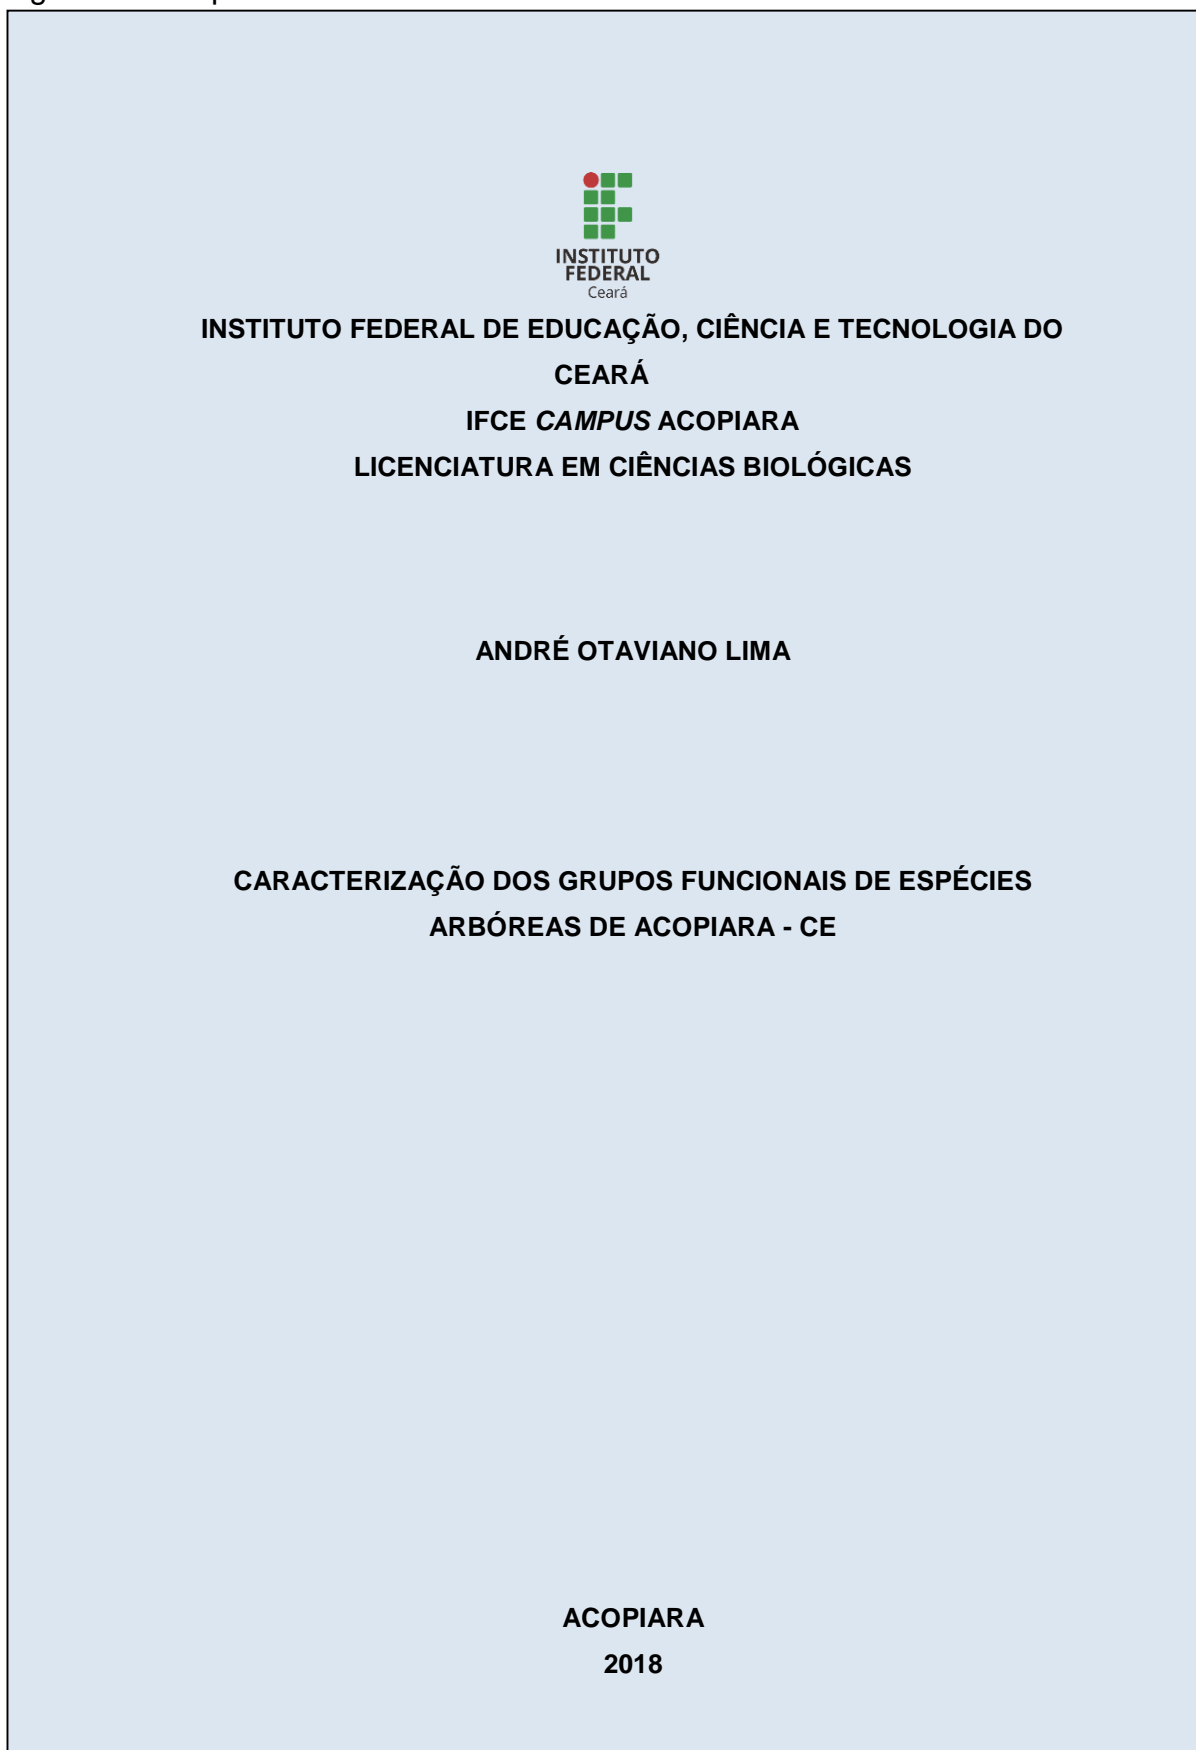 INSTITUTO
FEDERAL
Ceará
INSTITUTO FEDERAL DE EDUCAÇÃO, CIÊNCIA E TECNOLOGIA DO
CEARÁ
IFCE CAMPUS ACOPIARA
LICENCIATURA EM CIÊNCIAS BIOLÓGICAS
ANDRÉ OTAVIANO LIMA
CARACTERIZAÇÃO DOS GRUPOS FUNCIONAIS DE ESPÉCIES
ARBÓREAS DE ACOPIARA - CE
ACOPIARA
2018